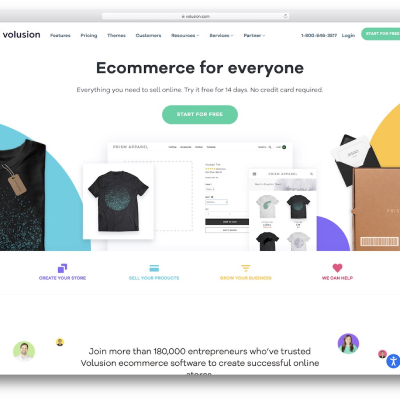 volusion.com
volusion
Features Pricing Themes Customers Resources Services Partner 1-800-646-3517 Login START FOR FREE
Ecommerce for everyone
Everything you need to sell online. Try it free for 14 days. No credit card required.
START FOR FREE
PRISM APPAREL
PRISM APPAREL
CREATE YOUR STORE
SELL YOUR PRODUCTS
GROW YOUR BUSINESS
WE CAN HELP
Join more than 180,000 entrepreneurs who've trusted
Volusion ecommerce software to create successful online
stores